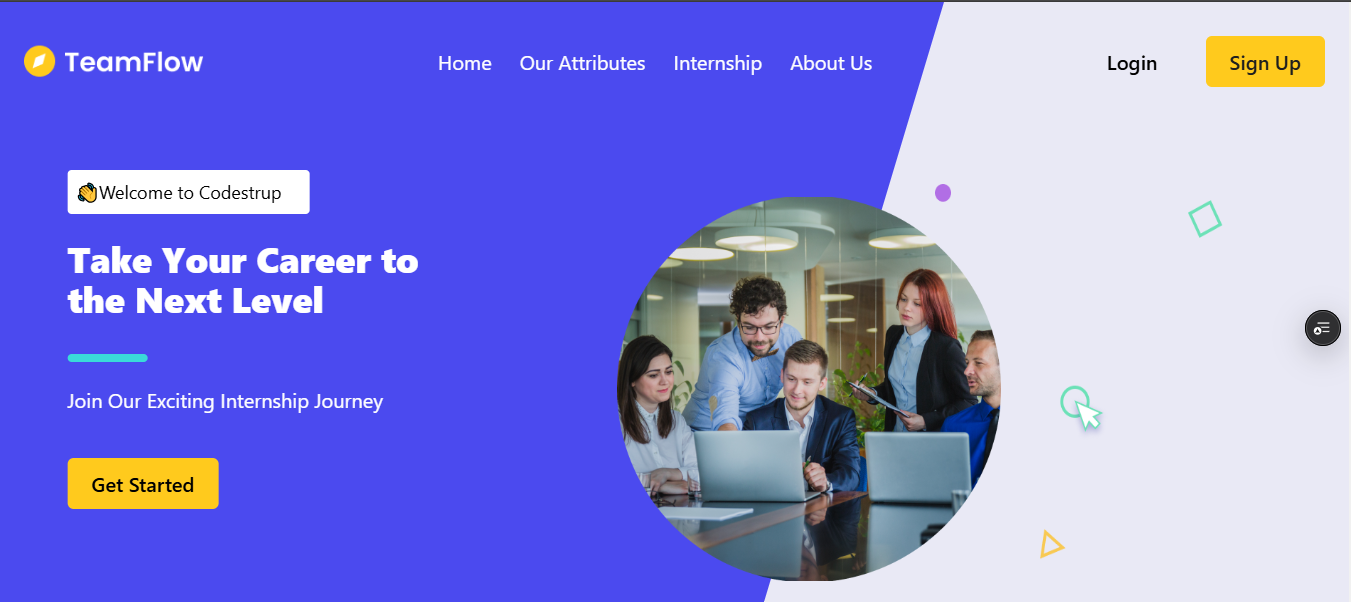 TeamFlow
Home Our Attributes Internship About Us
Login
Sign Up
👋Welcome to Codestrup
Take Your Career to
the Next Level
Join Our Exciting Internship Journey
Get Started